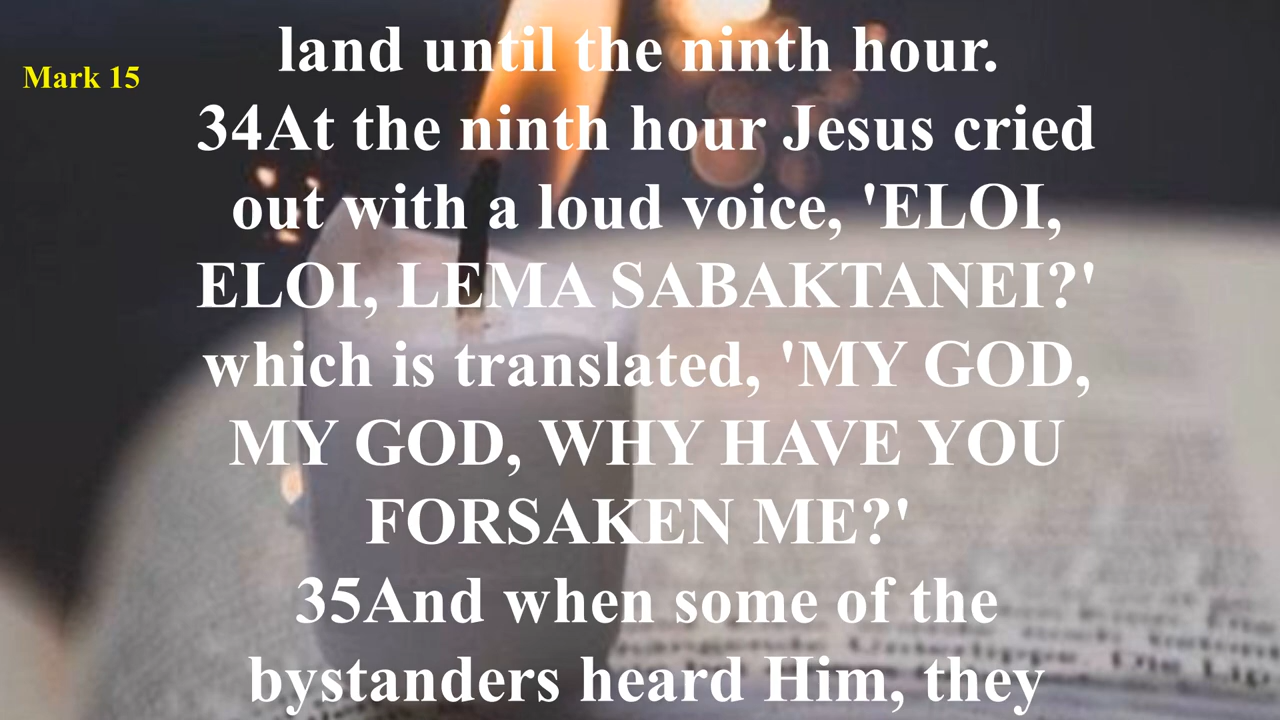 land until the ninth hour.
Mark 15
34At the ninth hour Jesus cried
out with a loud voice, 'ELOI,
ELOI, LEMA SABAKTANEI?'
which is translated, 'MY GOD,
MY GOD, WHY HAVE YOU
FORSAKEN ME?'
35And when some of the
bystanders heard Him, they